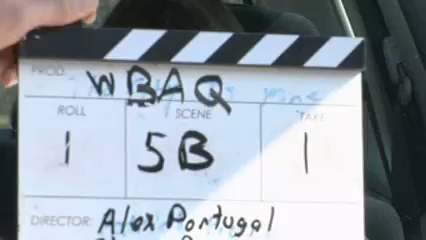 PROD. WBAQ
ROLL SCENE TAKE
1 5B 1
DIRECTOR: Alex Portugal